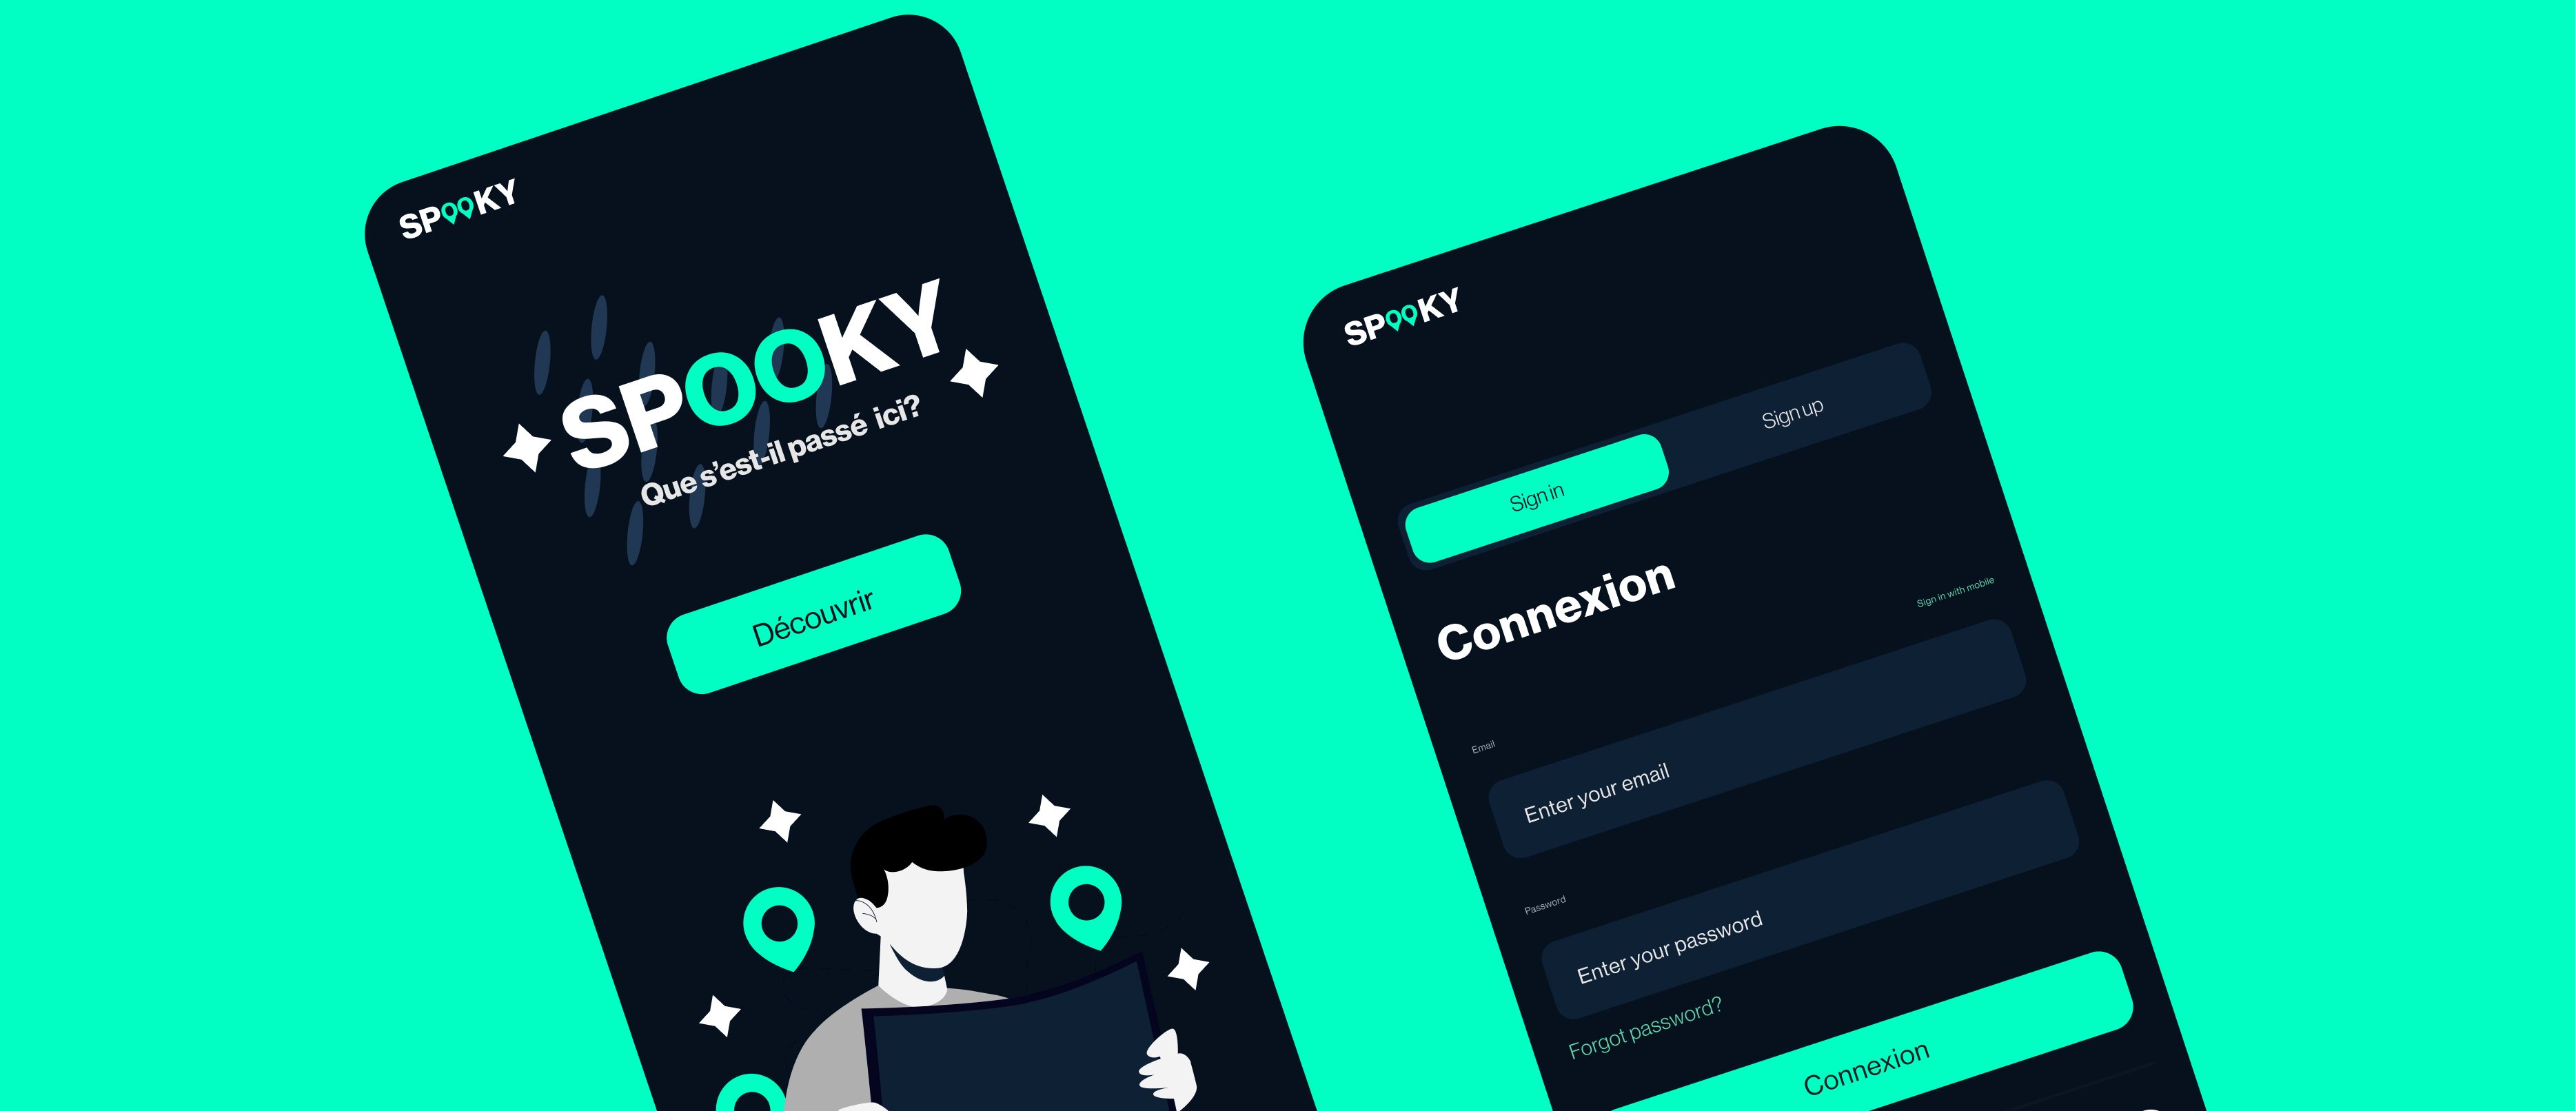 SPOOKY
SPOOKY
Que s'est-il passé ici?
Découvrir
SPOOKY
Sign in
Sign up
Connexion
Sign in with mobile
Email
Enter your email
Password
Enter your password
Forgot password?
Connexion